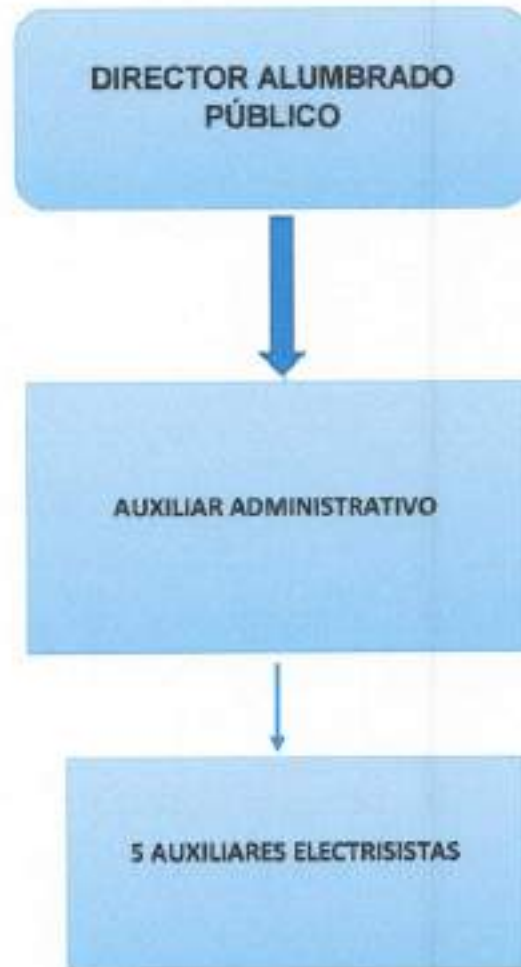 DIRECTOR ALUMBRADO
PÚBLICO
AUXILIAR ADMINISTRATIVO
5 AUXILIARES ELECTRISISTAS